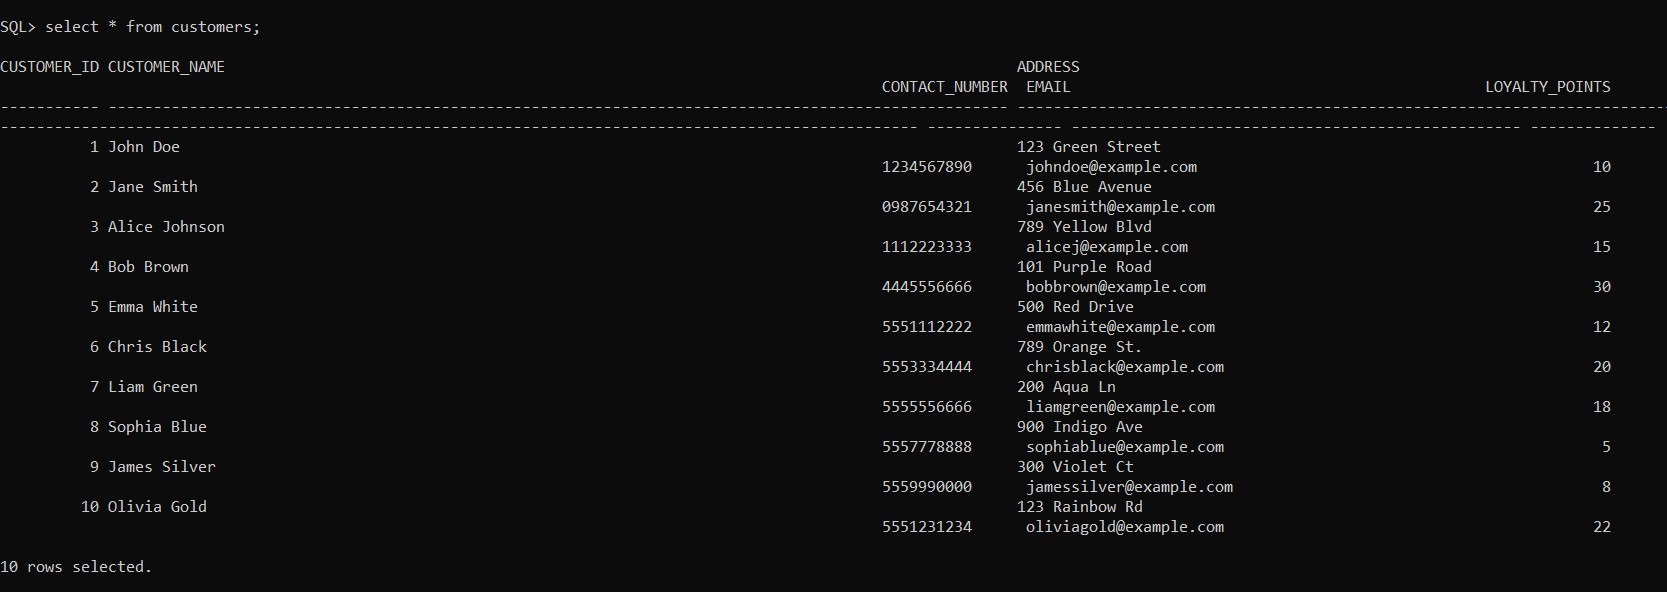 SQL> select * from customers;
CUSTOMER_ID CUSTOMER_NAME ADDRESS
CONTACT_NUMBER EMAIL LOYALTY_POINTS
----------- ---------------------------------------------------------------------------------------------------- ------------------------------------------------------------------------
------------------------------------------------------------------------------------------------------ --------------- -------------------------------------------------- --------------
1 John Doe 123 Green Street
1234567890 johndoe@example.com 10
2 Jane Smith 456 Blue Avenue
0987654321 janesmith@example.com 25
3 Alice Johnson 789 Yellow Blvd
1112223333 alicej@example.com 15
4 Bob Brown 101 Purple Road
4445556666 bobbrown@example.com 30
5 Emma White 500 Red Drive
5551112222 emmawhite@example.com 12
6 Chris Black 789 Orange St.
5553334444 chrisblack@example.com 20
7 Liam Green 200 Aqua Ln
5555556666 liamgreen@example.com 18
8 Sophia Blue 900 Indigo Ave
5557778888 sophiablue@example.com 5
9 James Silver 300 Violet Ct
5559990000 jamessilver@example.com 8
10 Olivia Gold 123 Rainbow Rd
5551231234 oliviagold@example.com 22
10 rows selected.